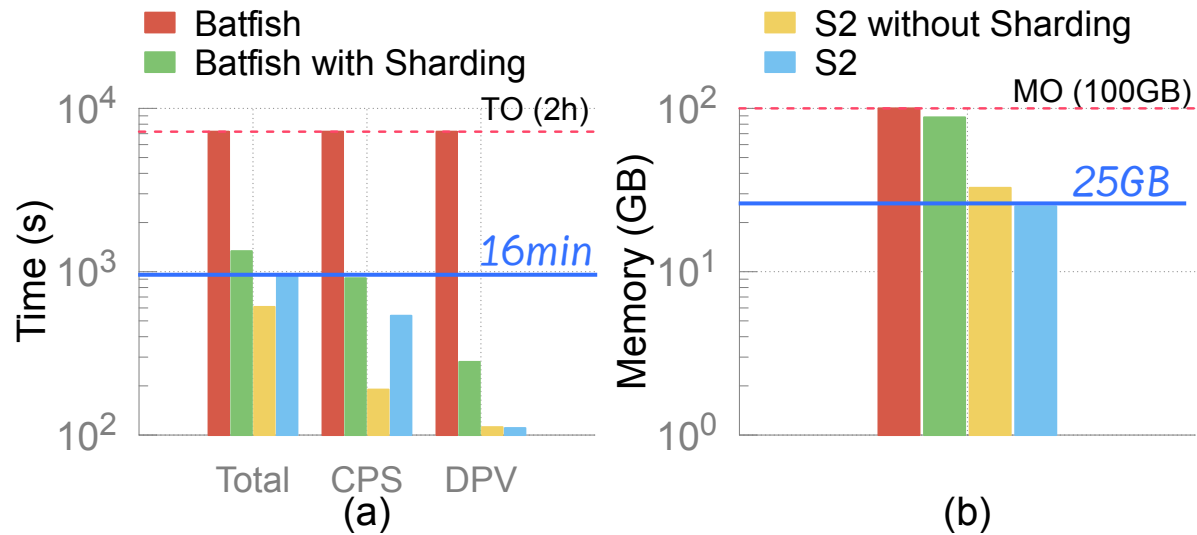 Batfish
Batfish with Sharding
S2 without Sharding
S2
Time (s)
10^4
10^3
10^2
TO (2h)
16min
Total CPS DPV
(a)
Memory (GB)
10^2
10^1
10^0
MO (100GB)
25GB
(b)